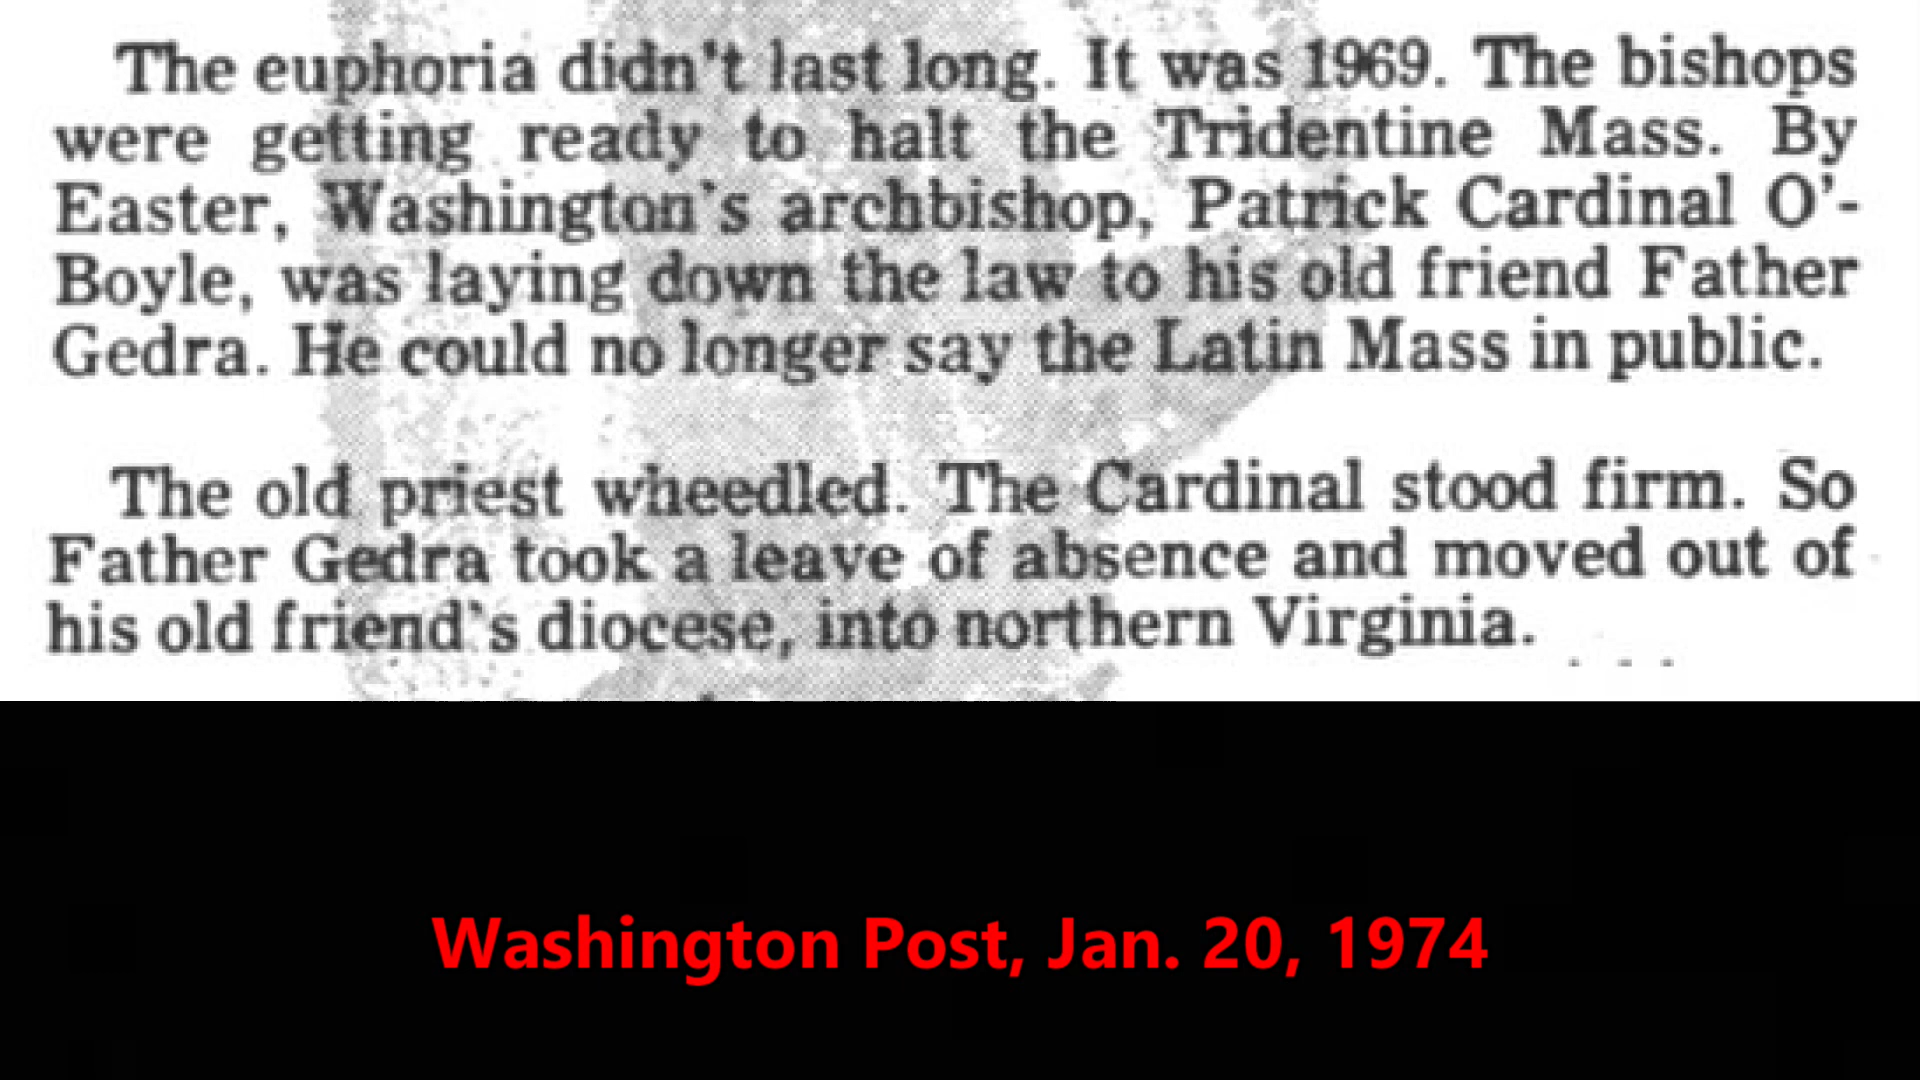 The euphoria didn't last long. It was 1969. The bishops
were getting ready to halt the Tridentine Mass. By
Easter, Washington's archbishop, Patrick Cardinal O'-
Boyle, was laying down the law to his old friend Father
Gedra. He could no longer say the Latin Mass in public.
The old priest wheedled. The Cardinal stood firm. So
Father Gedra took a leave of absence and moved out of
his old friend's diocese, into northern Virginia.
Washington Post, Jan. 20, 1974